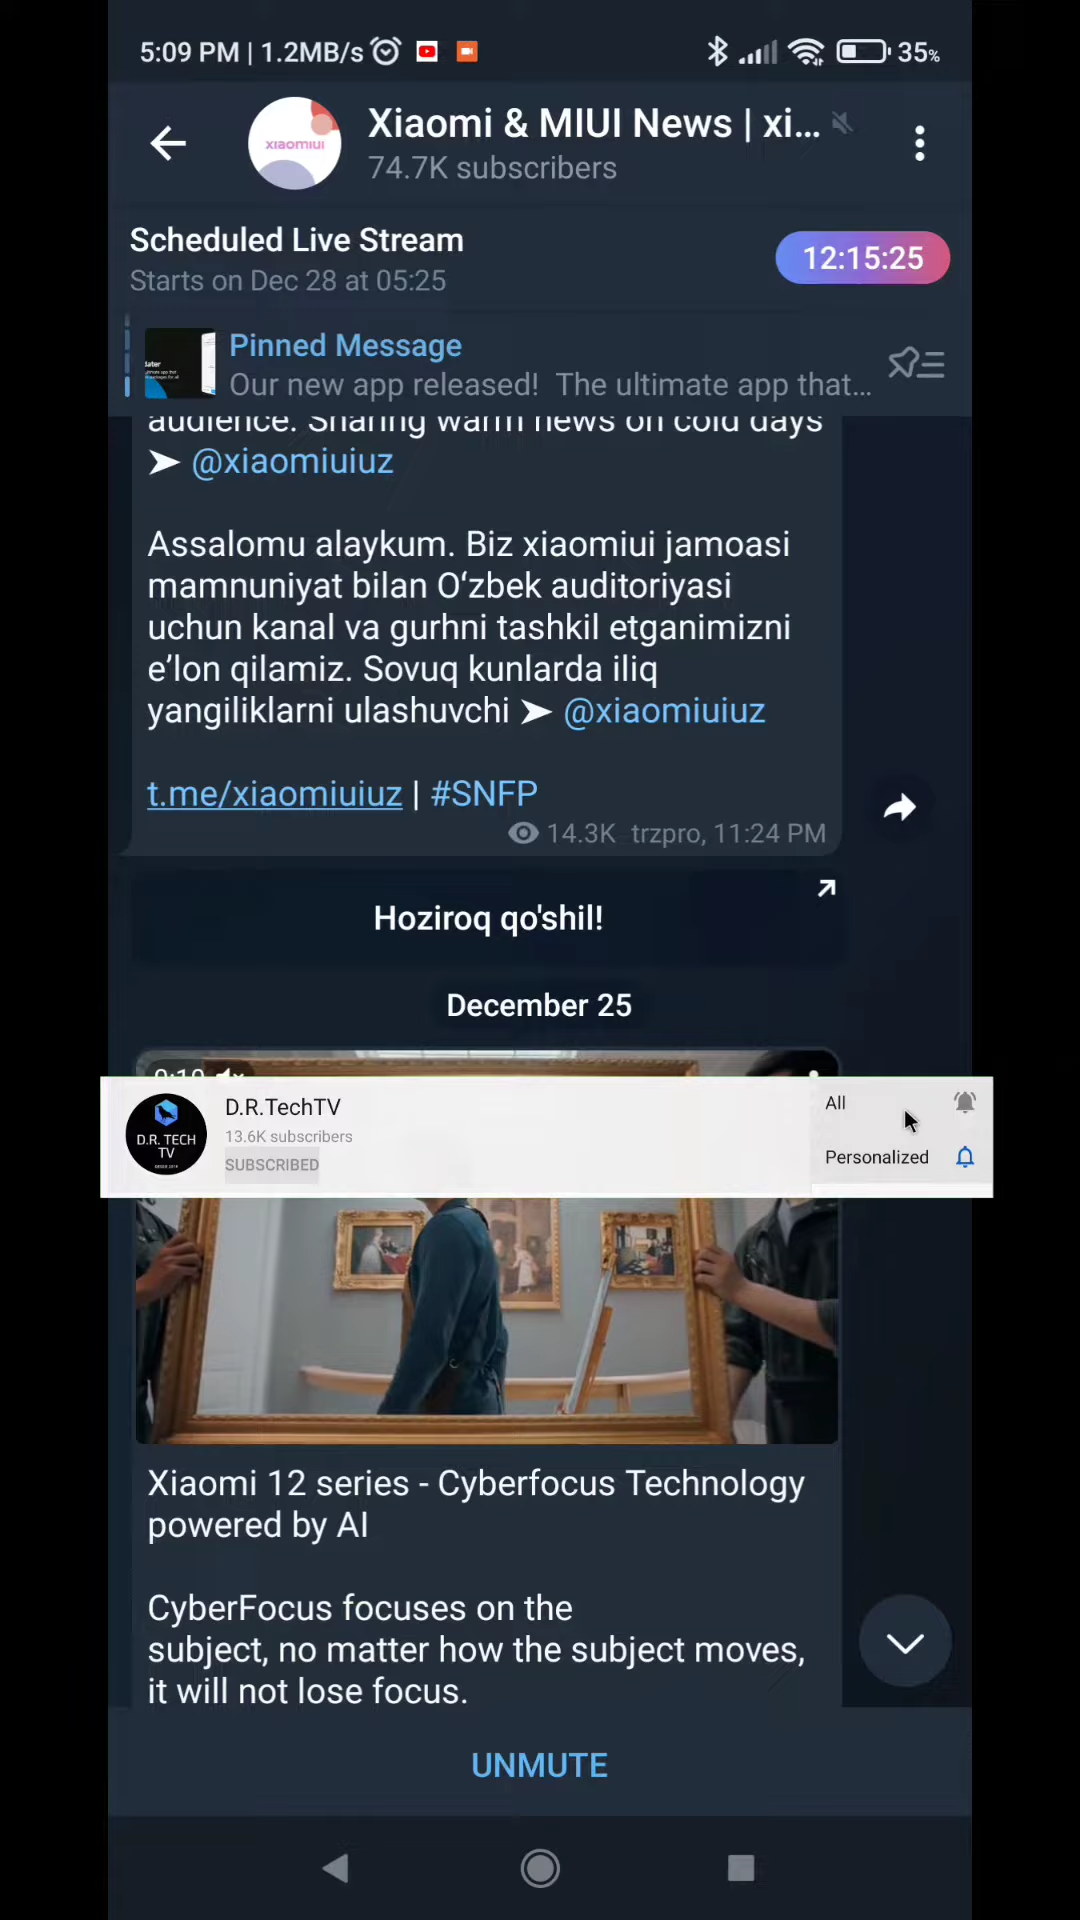 5:09 PM | 1.2MB/s
35%
xiaomiui
Xiaomi & MIUI News | xi...
74.7K subscribers
Scheduled Live Stream
Starts on Dec 28 at 05:25
12:15:25
Pinned Message
Our new app released!  The ultimate app that...
audience. Sharing warm news on cold days
➤ @xiaomiuiuz
Assalomu alaykum. Biz xiaomiui jamoasi
mamnuniyat bilan O‘zbek auditoriyasi
uchun kanal va gurhni tashkil etganimizni
e’lon qilamiz. Sovuq kunlarda iliq
yangiliklarni ulashuvchi ➤ @xiaomiuiuz
t.me/xiaomiuiuz | #SNFP
14.3K trzpro, 11:24 PM
Hoziroq qo'shil!
December 25
0:10
D.R. TECH
TV
D.R.TechTV
13.6K subscribers
SUBSCRIBED
All
Personalized
Xiaomi 12 series - Cyberfocus Technology
powered by AI
CyberFocus focuses on the
subject, no matter how the subject moves,
it will not lose focus.
UNMUTE